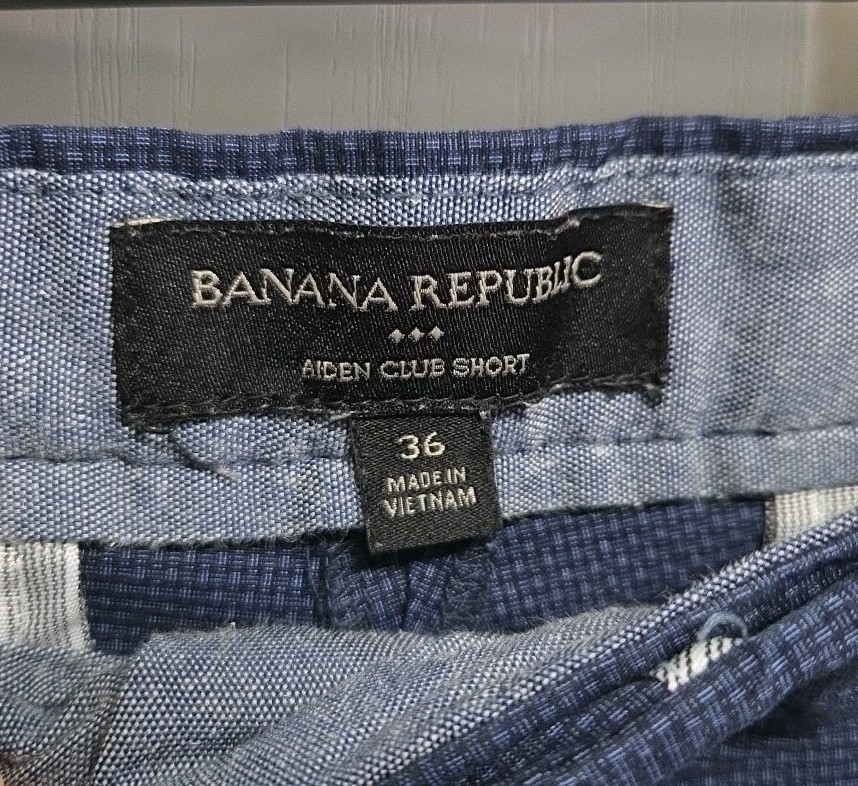 BANANA REPUBLIC
AIDEN CLUB SHORT
36
MADE IN
VIETNAM